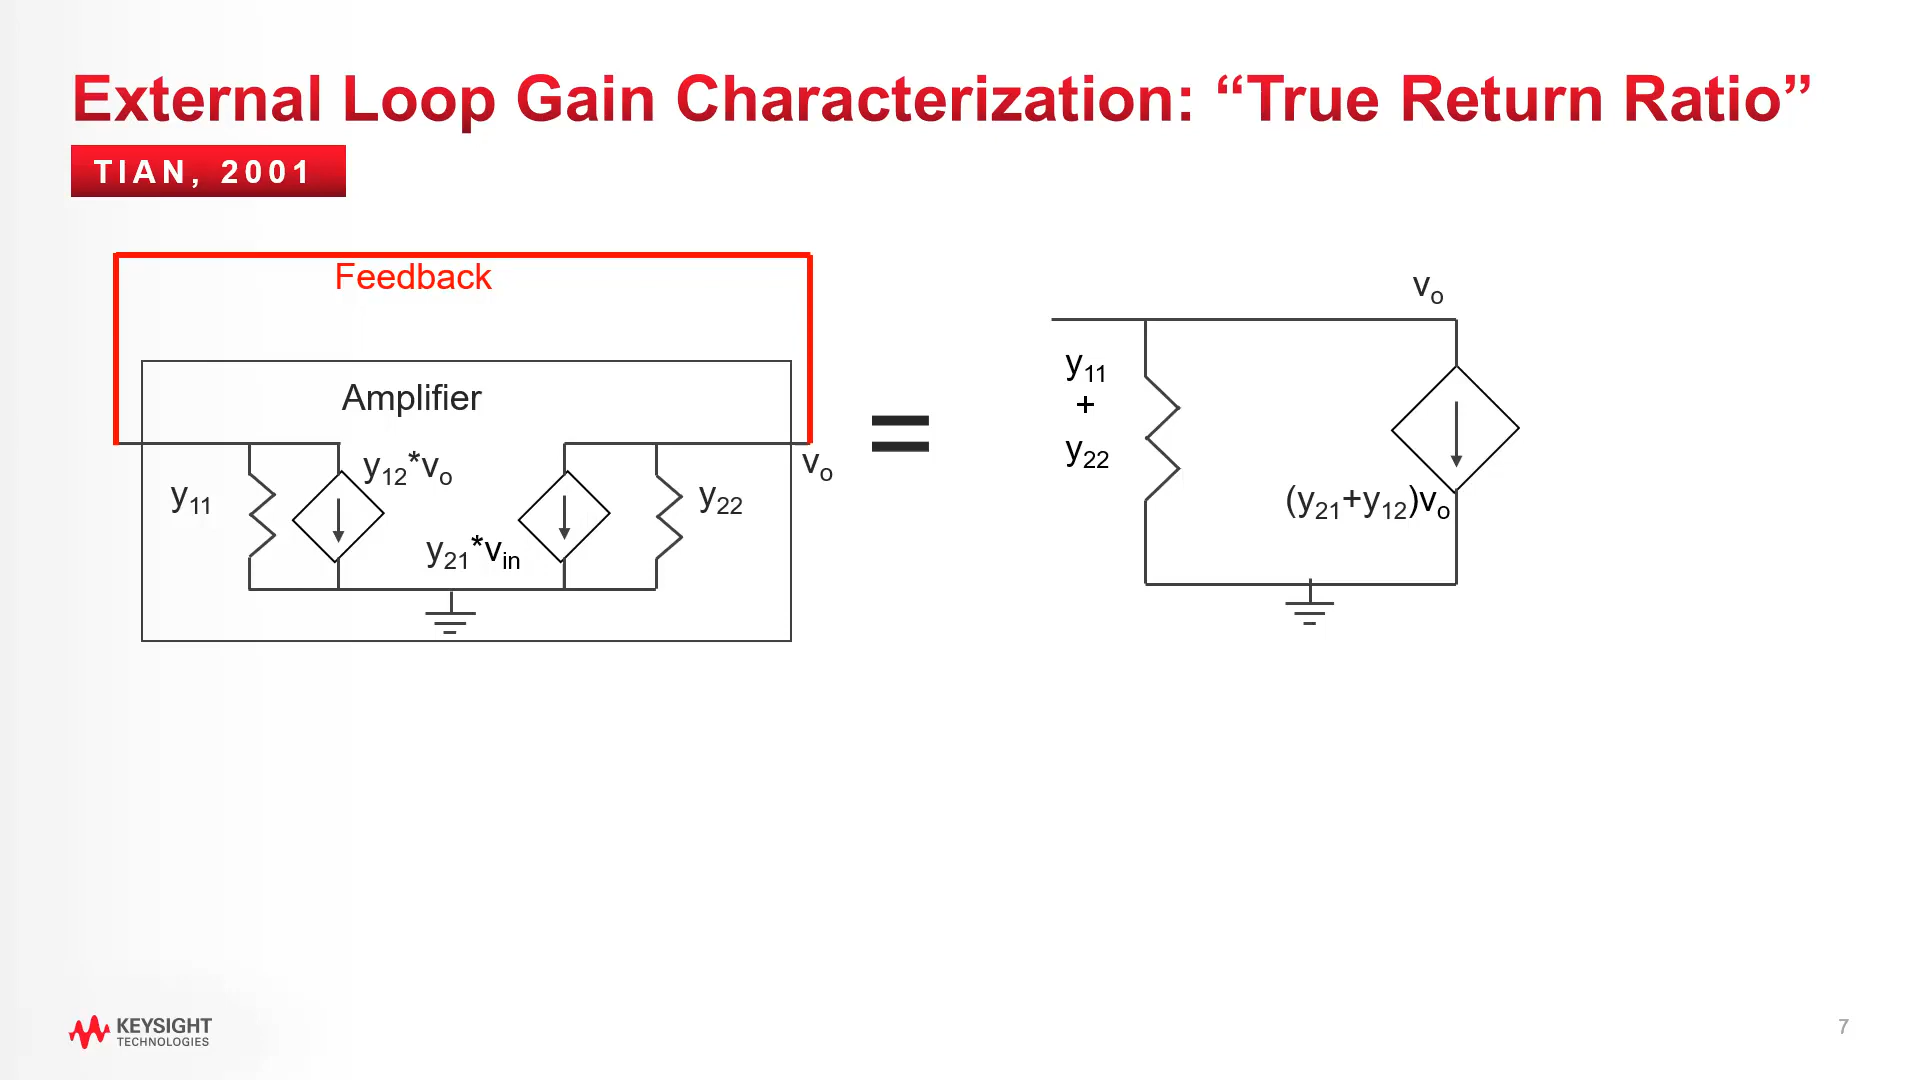 External Loop Gain Characterization: “True Return Ratio”
TIAN, 2001
Feedback
Amplifier
y11
y12*vo
y21*vin
y22
vo
=
vo
y11
+
y22
(y21+y12)vo
KEYSIGHT
TECHNOLOGIES
7